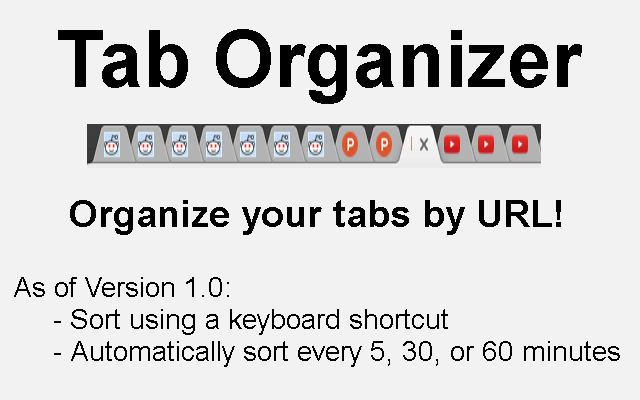 Tab Organizer
P P X
Organize your tabs by URL!
As of Version 1.0:
- Sort using a keyboard shortcut
- Automatically sort every 5, 30, or 60 minutes